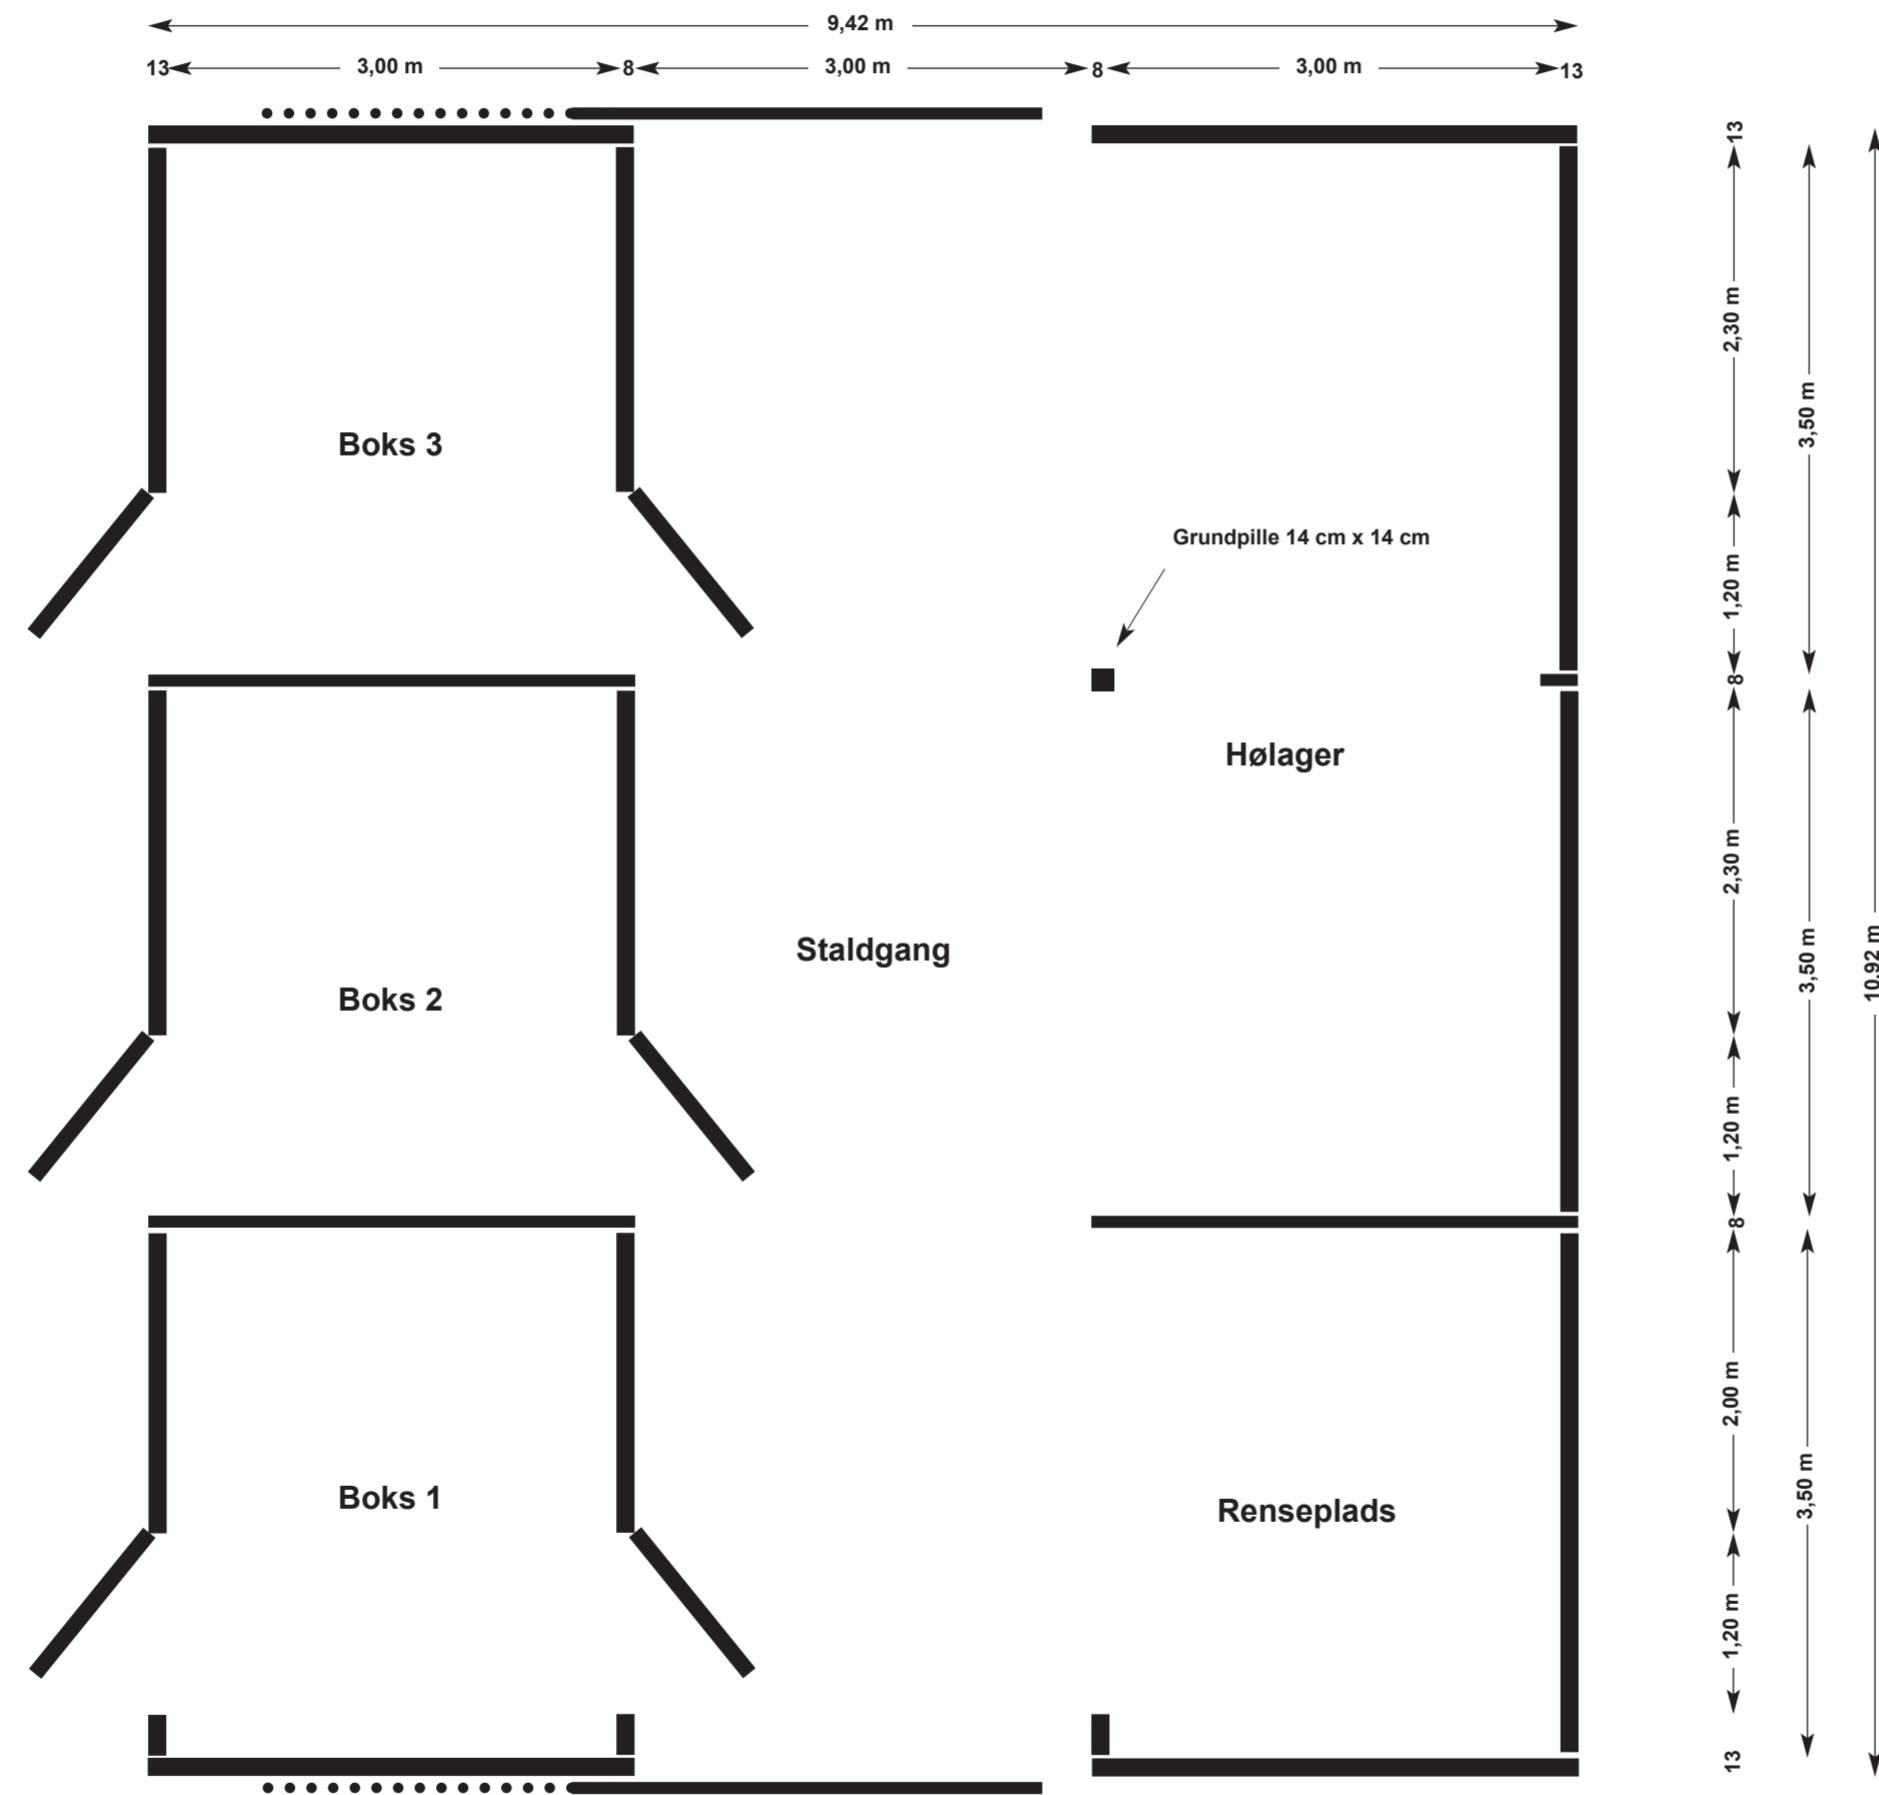 9,42 m
13 3,00 m 8 3,00 m 8 3,00 m 13
13
2,30 m
3,50 m
Boks 3
Grundpille 14 cm x 14 cm
1,20 m
8
Hølager
2,30 m
Staldgang
3,50 m
10,92 m
Boks 2
1,20 m
8
2,00 m
3,50 m
Boks 1
Renseplads
1,20 m
13